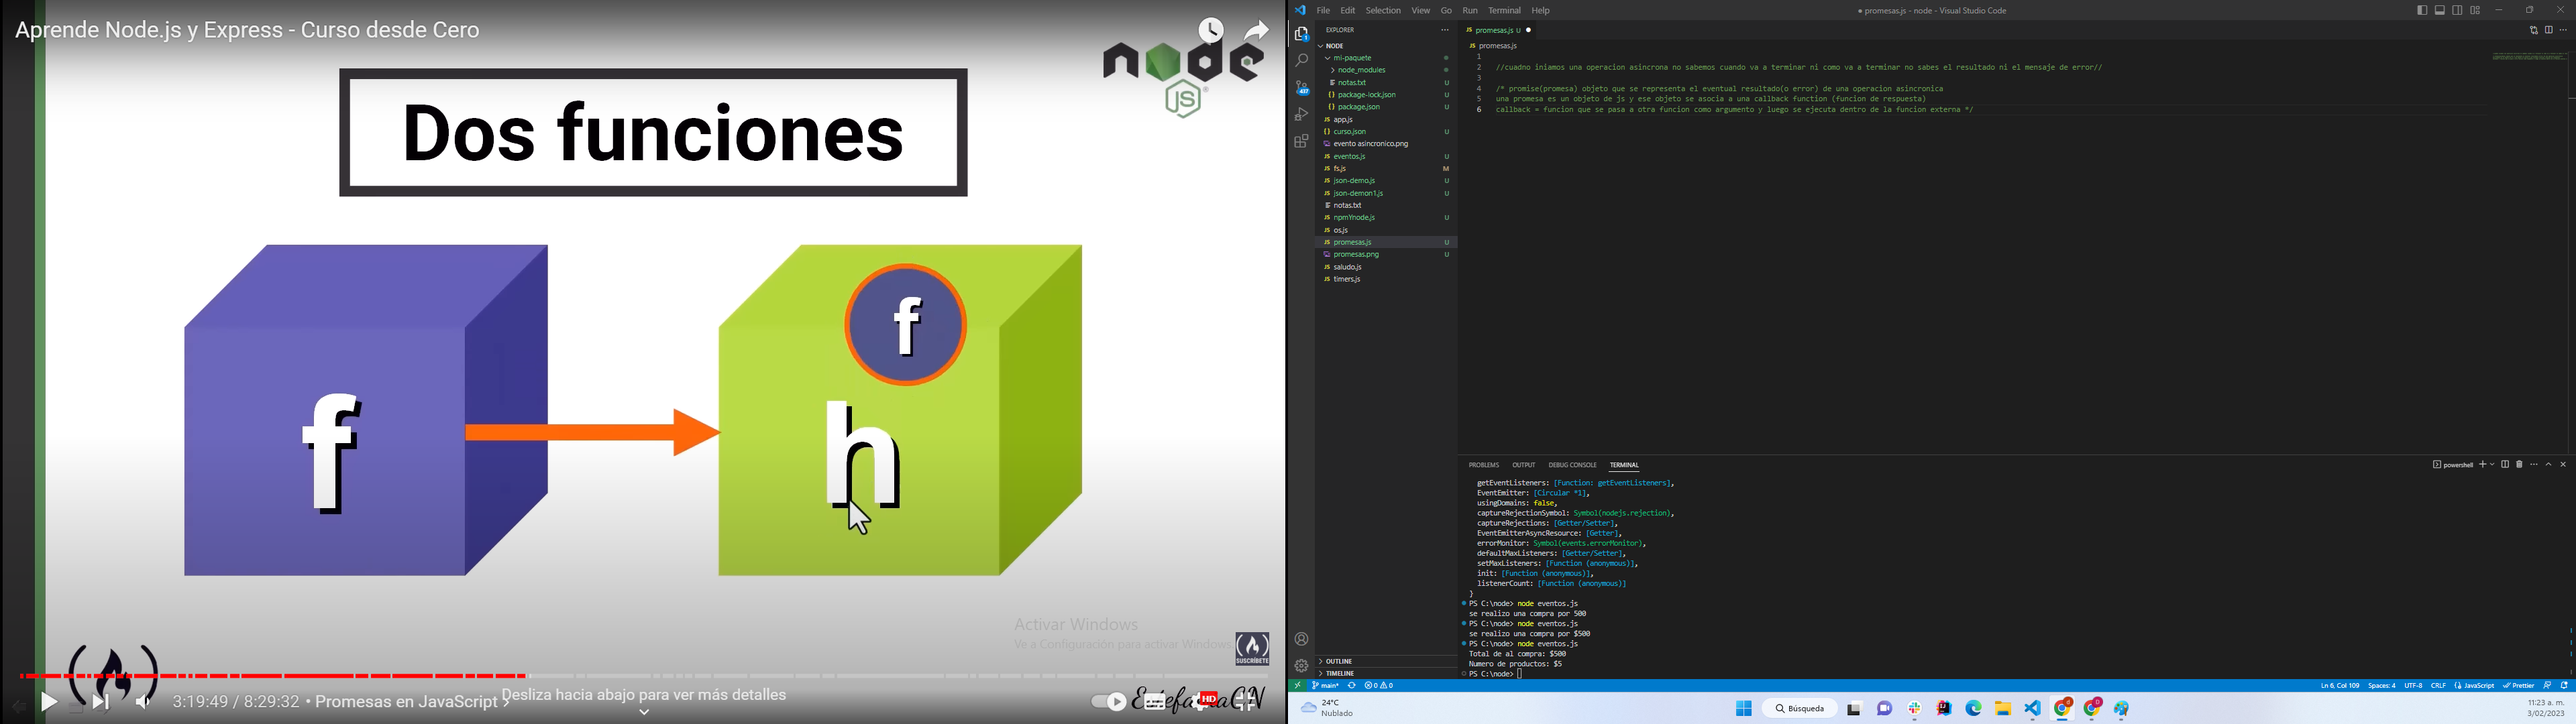 Aprende Node.js y Express - Curso desde Cero
node
JS
Dos funciones
f
f
h
Activar Windows
Ve a Configuración para activar Windows.
SUSCRÍBETE
3:19:49 / 8:29:32 • Promesas en JavaScript >
Desliza hacia abajo para ver más detalles
HD
File Edit Selection View Go Run Terminal Help
● promesas.js - node - Visual Studio Code
EXPLORER
NODE
mi-paquete
node_modules
notas.txt U
package-lock.json U
package.json U
app.js
curso.json U
evento asincronico.png
eventos.js U
fs.js M
json-demo.js U
json-demon1.js U
notas.txt
npmYnode.js U
os.js
promesas.js U
promesas.png U
saludo.js
timers.js
OUTLINE
TIMELINE
JS promesas.js U ●
JS promesas.js
1
2 //cuadno iniamos una operacion asincrona no sabemos cuando va a terminar ni como va a terminar no sabes el resultado ni el mensaje de error//
3
4 /* promise(promesa) objeto que se representa el eventual resultado(o error) de una operacion asincronica
5 una promesa es un objeto de js y ese objeto se asocia a una callback function (funcion de respuesta)
6 callback = funcion que se pasa a otra funcion como argumento y luego se ejecuta dentro de la funcion externa */
PROBLEMS OUTPUT DEBUG CONSOLE TERMINAL
powershell
getEventListeners: [Function: getEventListeners],
EventEmitter: [Circular *1],
usingDomains: false,
captureRejectionSymbol: Symbol(nodejs.rejection),
captureRejections: [Getter/Setter],
EventEmitterAsyncResource: [Getter],
errorMonitor: Symbol(events.errorMonitor),
defaultMaxListeners: [Getter/Setter],
setMaxListeners: [Function (anonymous)],
init: [Function (anonymous)],
listenerCount: [Function (anonymous)]
}
PS C:\node> node eventos.js
se realizo una compra por 500
PS C:\node> node eventos.js
se realizo una compra por $500
PS C:\node> node eventos.js
Total de al compra: $500
Numero de productos: $5
PS C:\node>
main* 0 0
Ln 6, Col 109 Spaces: 4 UTF-8 CRLF JavaScript Prettier
24°C
Nublado
Búsqueda
11:23 a. m.
3/02/2023